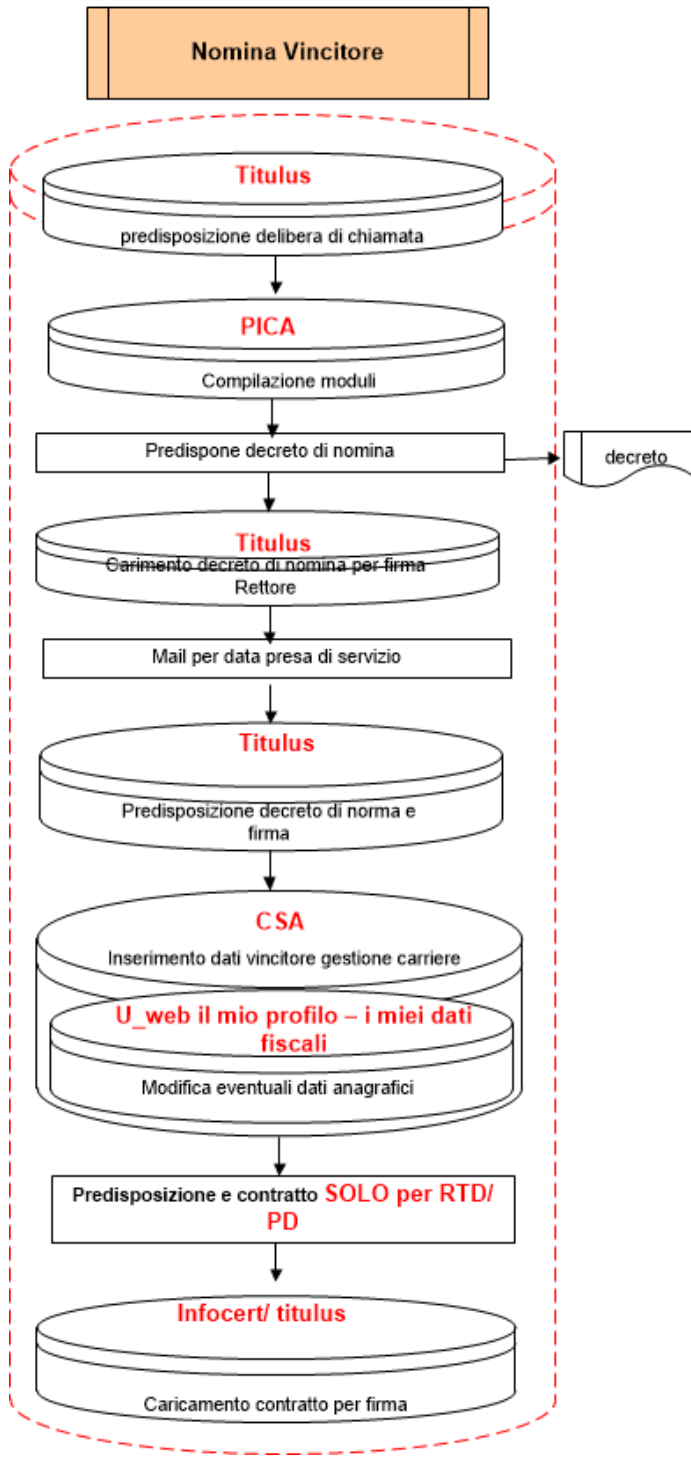 Nomina Vincitore
Titulus
predisposizione delibera di chiamata
PICA
Compilazione moduli
Predispone decreto di nomina
decreto
Titulus
Carimento decreto di nomina per firma
Rettore
Mail per data presa di servizio
Titulus
Predisposizione decreto di norma e
firma
CSA
Inserimento dati vincitore gestione carriere
U_web il mio profilo – i miei dati
fiscali
Modifica eventuali dati anagrafici
Predisposizione e contratto SOLO per RTD/
PD
Infocert/ titulus
Caricamento contratto per firma